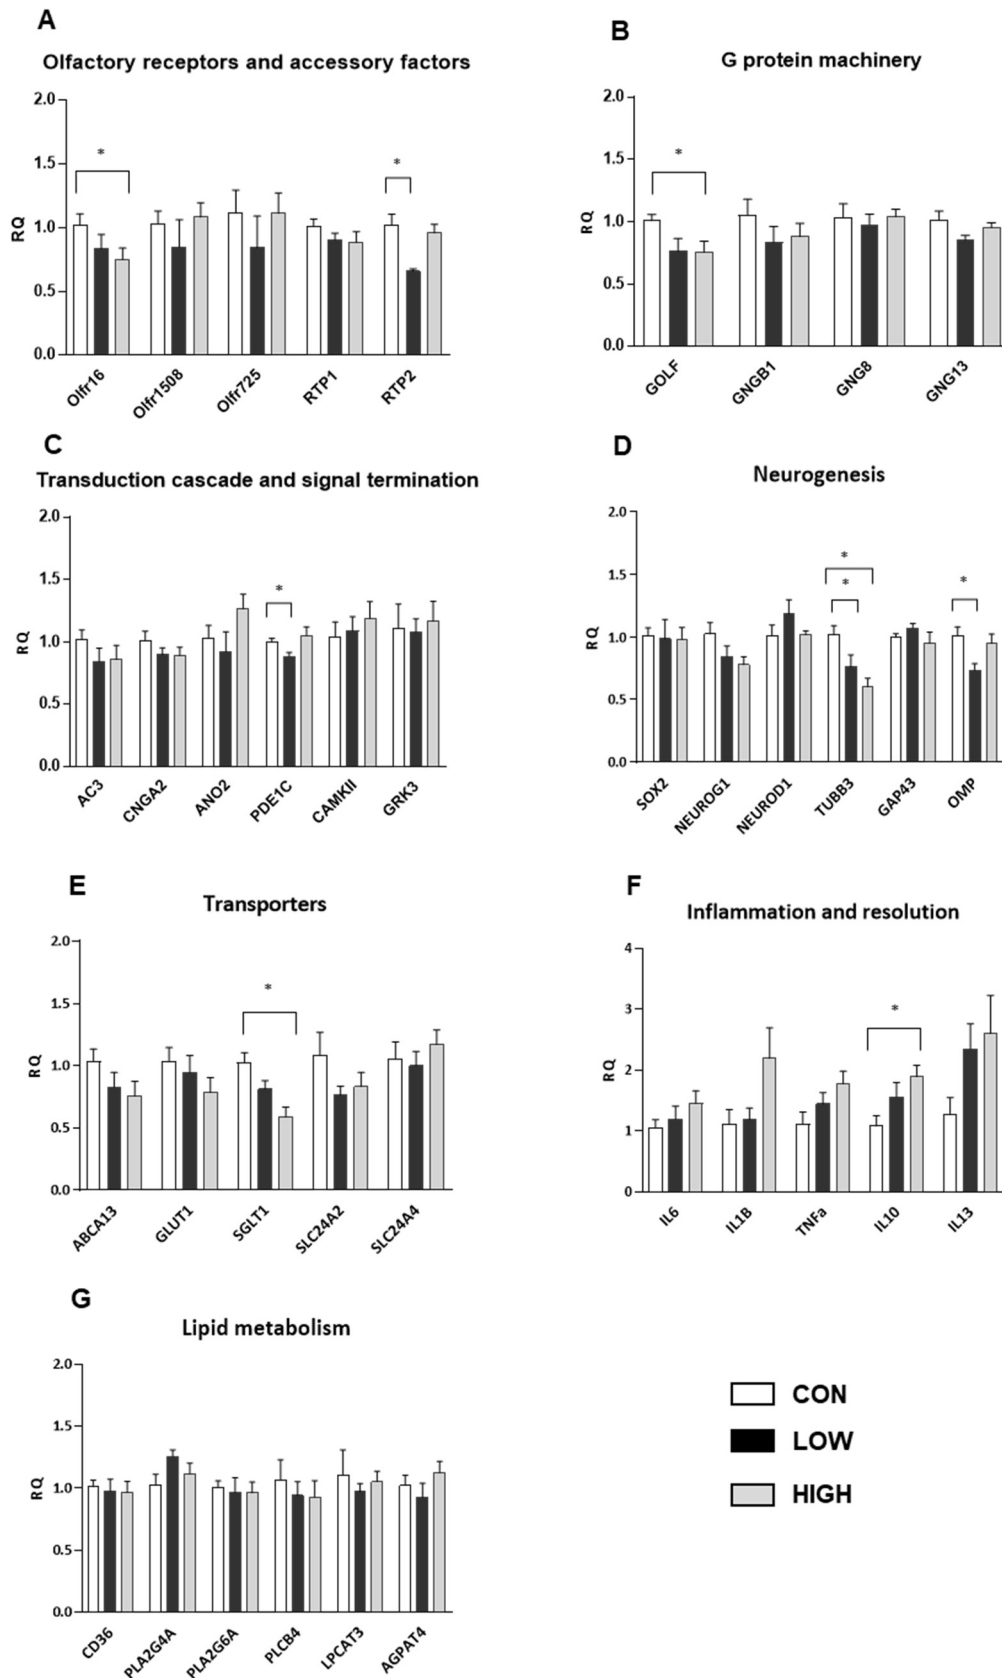 A
Olfactory receptors and accessory factors
2.0
1.5
1.0
0.5
0.0
RQ
*
*
Olfr16
Olfr1508
Olfr725
RTP1
RTP2
B
G protein machinery
2.0
1.5
1.0
0.5
0.0
RQ
*
GOLF
GNGB1
GNG8
GNG13
C
Transduction cascade and signal termination
2.0
1.5
1.0
0.5
0.0
RQ
*
AC3
CNGA2
ANO2
PDE1C
CAMKII
GRK3
D
Neurogenesis
2.0
1.5
1.0
0.5
0.0
RQ
*
*
*
SOX2
NEUROG1
NEUROD1
TUBB3
GAP43
OMP
E
Transporters
2.0
1.5
1.0
0.5
0.0
RQ
*
ABCA13
GLUT1
SGLT1
SLC24A2
SLC24A4
F
Inflammation and resolution
4
3
2
1
0
RQ
*
IL6
IL1B
TNFa
IL10
IL13
G
Lipid metabolism
2.0
1.5
1.0
0.5
0.0
RQ
CD36
PLA2G4A
PLA2G6A
PLCB4
LPCAT3
AGPAT4
CON
LOW
HIGH